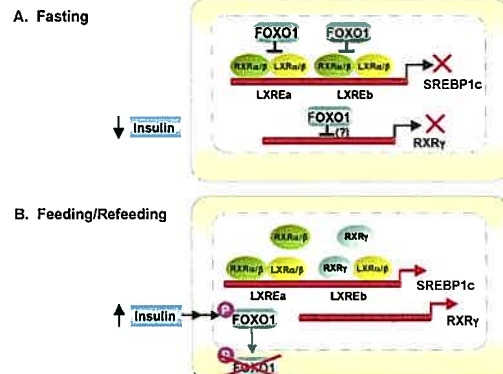 A. Fasting
FOXO1 FOXO1
RXRα/β LXRα/β RXRα/β LXRα/β
LXREa LXREb SREBP1c
Insulin
FOXO1
(?)
RXRγ
B. Feeding/Refeeding
RXRα/β RXRγ
RXRα/β LXRα/β RXRγ LXRα/β
LXREa LXREb SREBP1c
Insulin
P
FOXO1
RXRγ
P
FOXO1